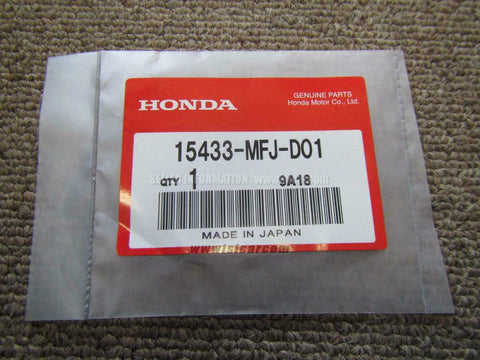 GENUINE PARTS
HONDA
Honda Motor Co., Ltd.
15433-MFJ-D01
QTY 1
9A18
MADE IN JAPAN